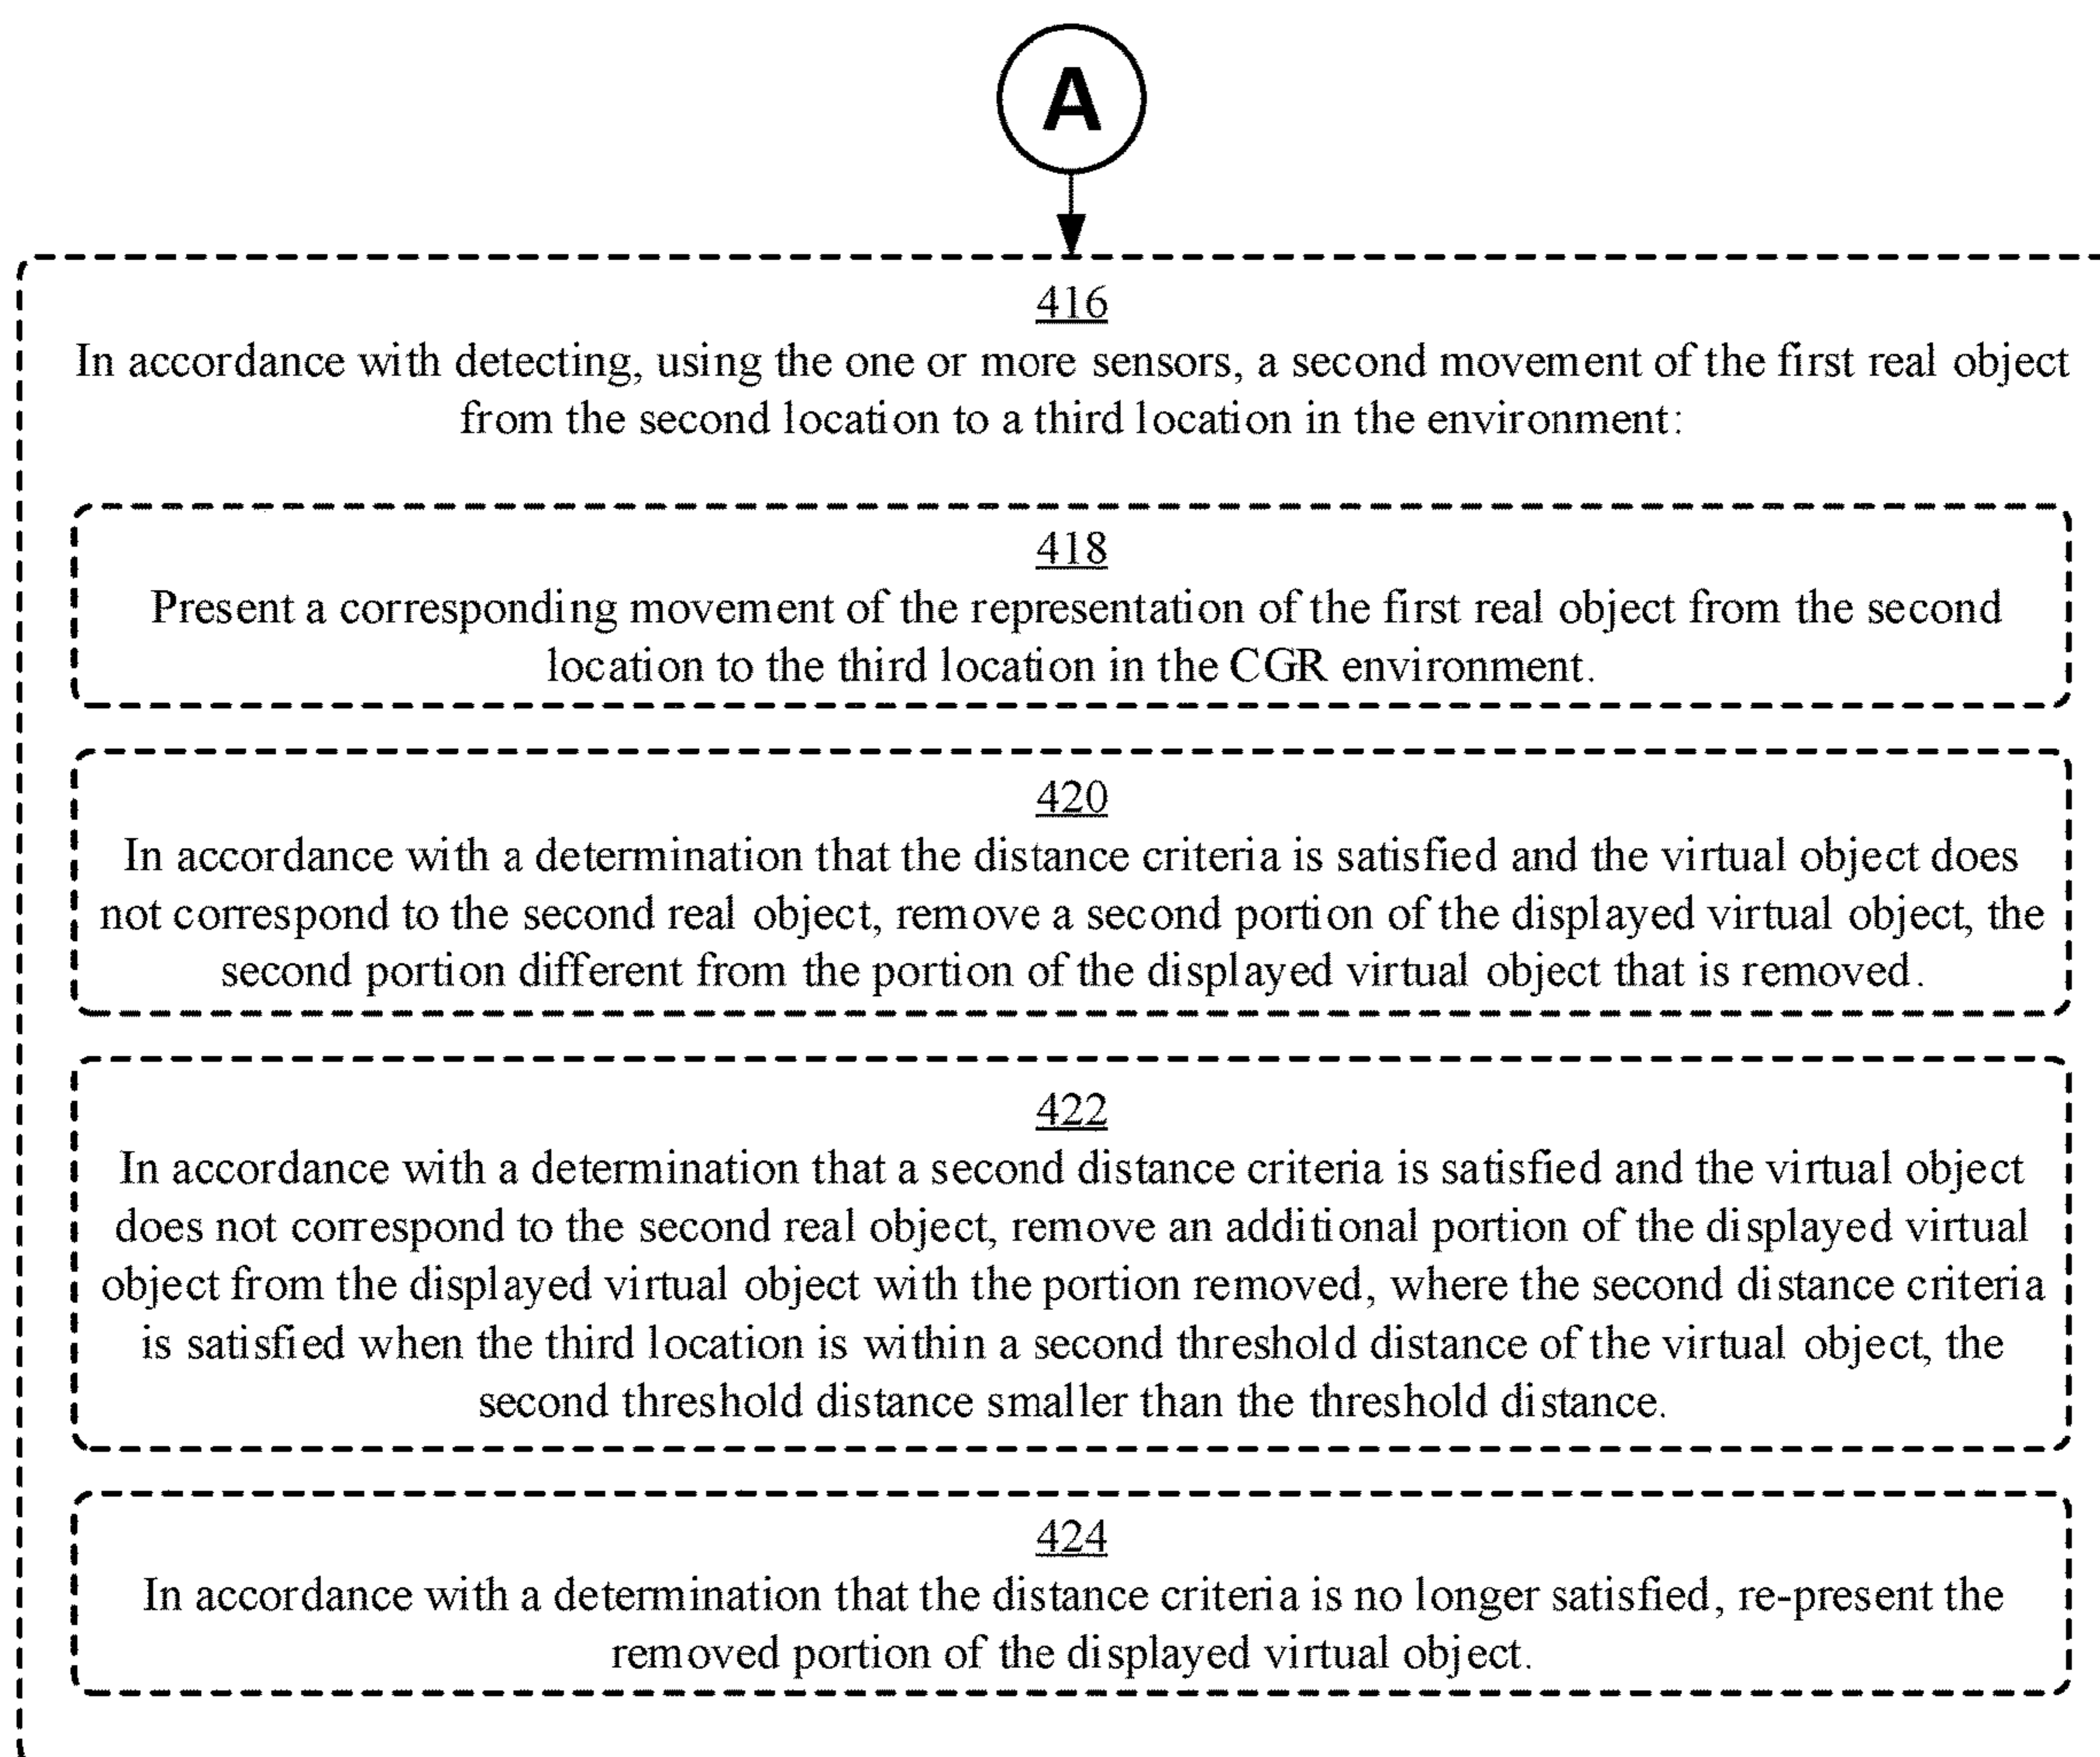 A
416
In accordance with detecting, using the one or more sensors, a second movement of the first real object
from the second location to a third location in the environment:
418
Present a corresponding movement of the representation of the first real object from the second
location to the third location in the CGR environment.
420
In accordance with a determination that the distance criteria is satisfied and the virtual object does
not correspond to the second real object, remove a second portion of the displayed virtual object, the
second portion different from the portion of the displayed virtual object that is removed.
422
In accordance with a determination that a second distance criteria is satisfied and the virtual object
does not correspond to the second real object, remove an additional portion of the displayed virtual
object from the displayed virtual object with the portion removed, where the second distance criteria
is satisfied when the third location is within a second threshold distance of the virtual object, the
second threshold distance smaller than the threshold distance.
424
In accordance with a determination that the distance criteria is no longer satisfied, re-present the
removed portion of the displayed virtual object.